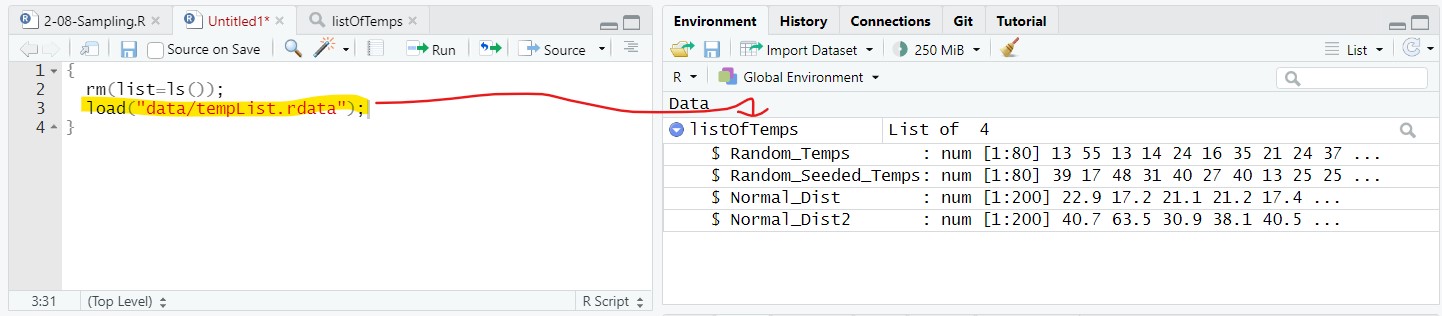 2-08-Sampling.R
Untitled1*
listOfTemps
Source on Save
Run
Source
1 {
2 rm(list=ls());
3 load("data/tempList.rdata");
4 }
3:31
(Top Level)
R Script
Environment
History
Connections
Git
Tutorial
Import Dataset
250 MiB
List
R
Global Environment
Data
listOfTemps List of 4
$ Random_Temps : num [1:80] 13 55 13 14 24 16 35 21 24 37 ...
$ Random_Seeded_Temps: num [1:80] 39 17 48 31 40 27 40 13 25 25 ...
$ Normal_Dist : num [1:200] 22.9 17.2 21.1 21.2 17.4 ...
$ Normal_Dist2 : num [1:200] 40.7 63.5 30.9 38.1 40.5 ...